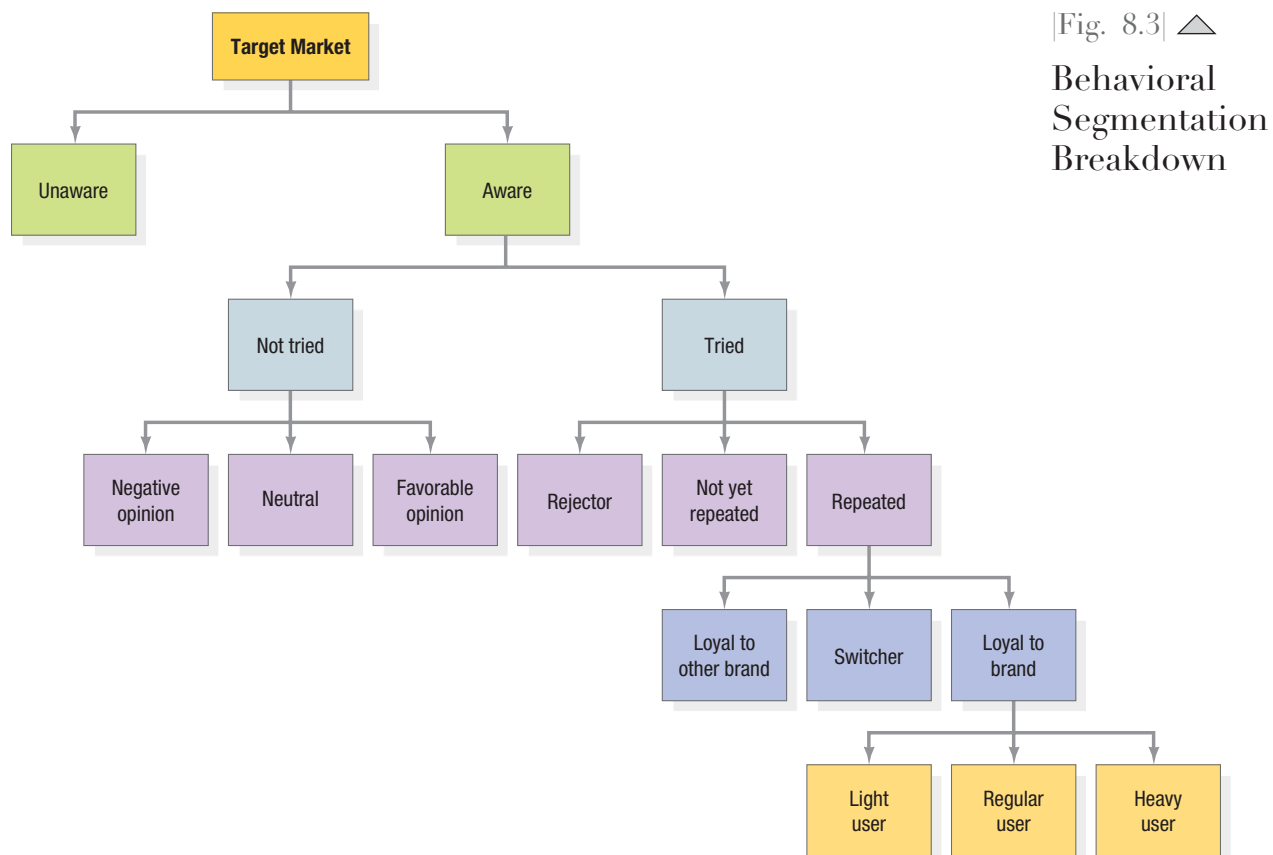 |Fig. 8.3|
Behavioral
Segmentation
Breakdown
Target Market
Unaware
Aware
Not tried
Tried
Negative
opinion
Neutral
Favorable
opinion
Rejector
Not yet
repeated
Repeated
Loyal to
other brand
Switcher
Loyal to
brand
Light
user
Regular
user
Heavy
user